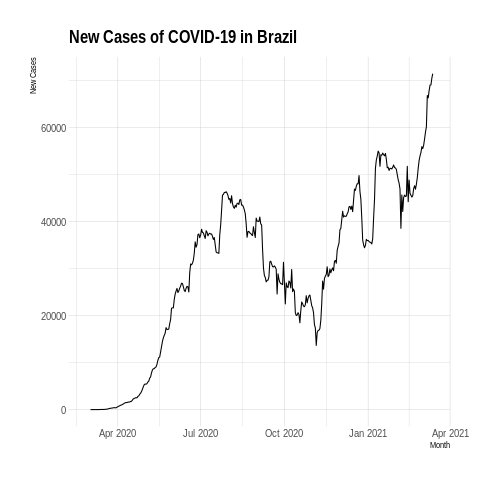 New Cases of COVID-19 in Brazil
New Cases
60000
40000
20000
0
Apr 2020 Jul 2020 Oct 2020 Jan 2021 Apr 2021
Month